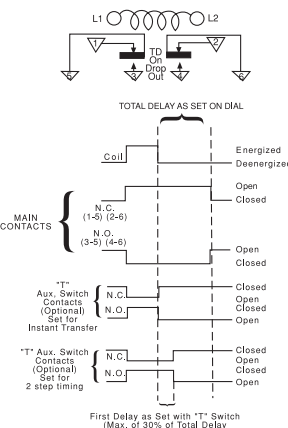 L1 L2
1 2
TD
On
Drop
Out
5 3 4 6
TOTAL DELAY AS SET ON DIAL
Coil
Energized
Deenergized
MAIN
CONTACTS
N.C.
(1-5) (2-6)
Open
Closed
N.O.
(3-5) (4-6)
Open
Closed
"T"
Aux. Switch
Contacts
(Optional)
Set for
Instant Transfer
N.C.
Closed
Open
N.O.
Closed
Open
"T" Aux. Switch
Contacts
(Optional)
Set for
2 step timing
N.C.
Closed
Open
N.O.
Closed
Open
First Delay as Set with "T" Switch
(Max. of 30% of Total Delay